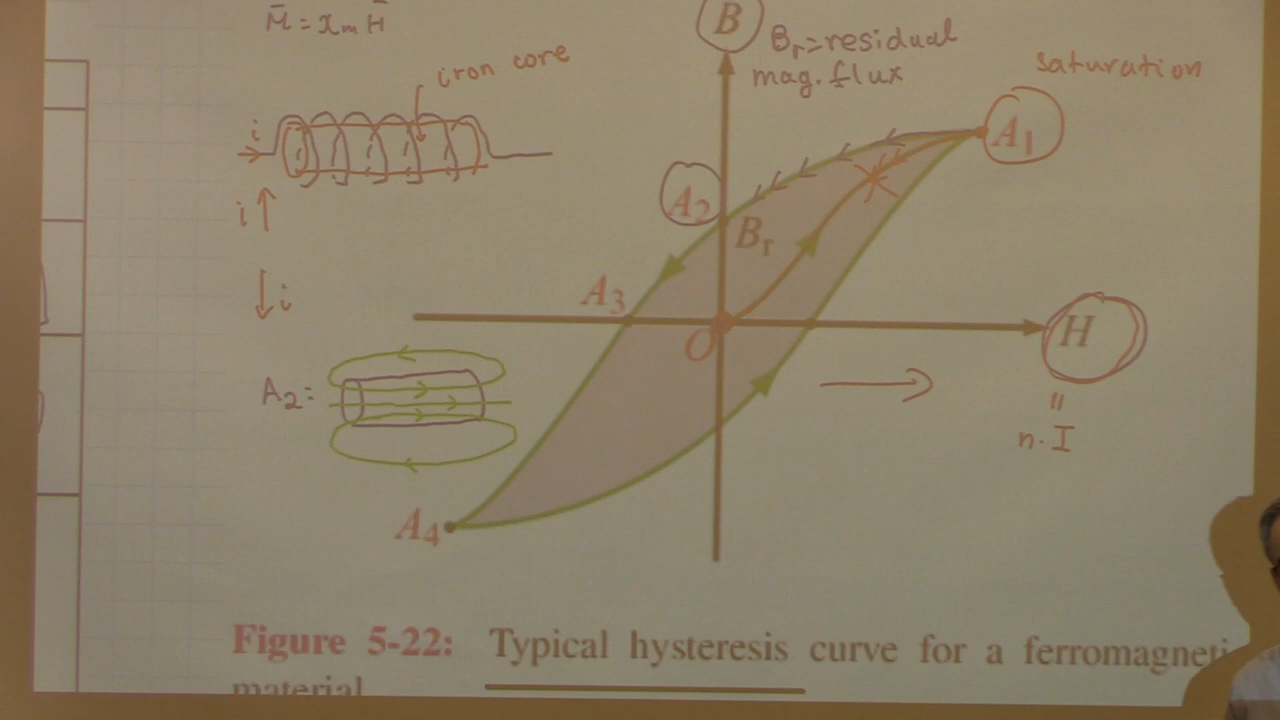 M̄ = χₘ H̄
B
Bᵣ = residual
mag. flux
saturation
iron core
i
A₁
A₂
i ↑
Bᵣ
↓ i
A₃
O
H
A₂:
"
n. I
A₄
Figure 5-22: Typical hysteresis curve for a ferromagneti
material